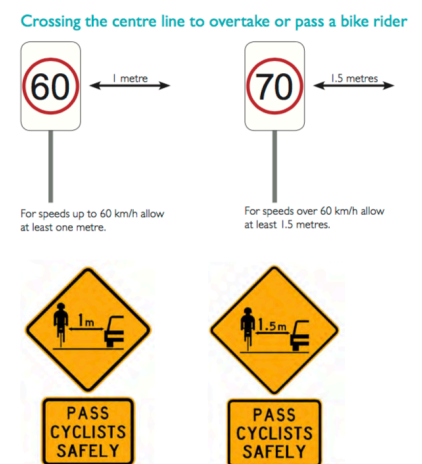 Crossing the centre line to overtake or pass a bike rider
60
1 metre
70
1.5 metres
For speeds up to 60 km/h allow
at least one metre.
For speeds over 60 km/h allow
at least 1.5 metres.
1m
1.5m
PASS
CYCLISTS
SAFELY
PASS
CYCLISTS
SAFELY